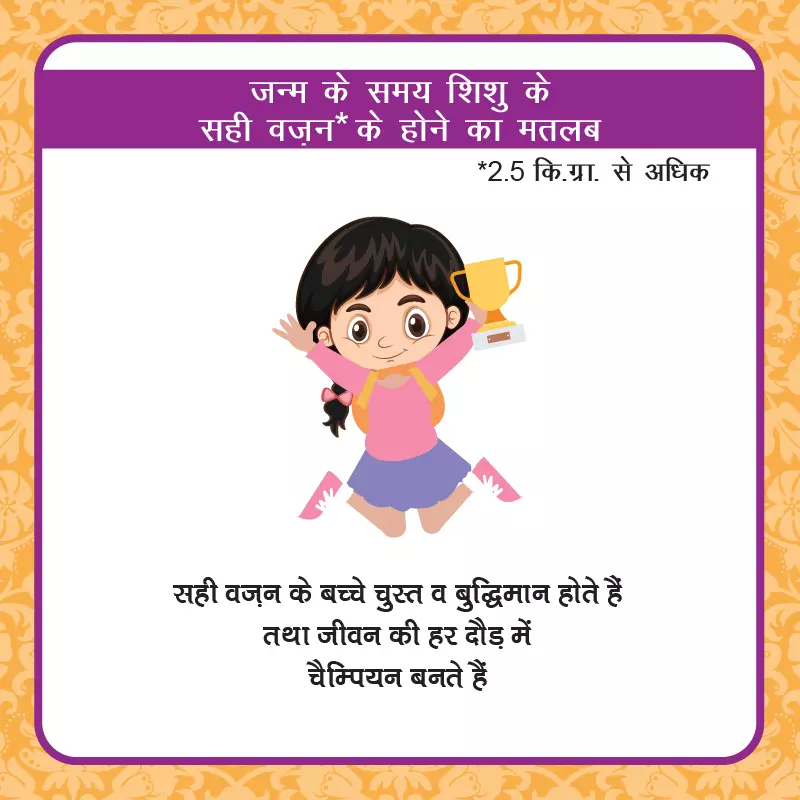 जन्म के समय शिशु के
सही वज़न* के होने का मतलब
*2.5 कि.ग्रा. से अधिक
सही वज़न के बच्चे चुस्त व बुद्धिमान होते हैं
तथा जीवन की हर दौड़ में
चैम्पियन बनते हैं